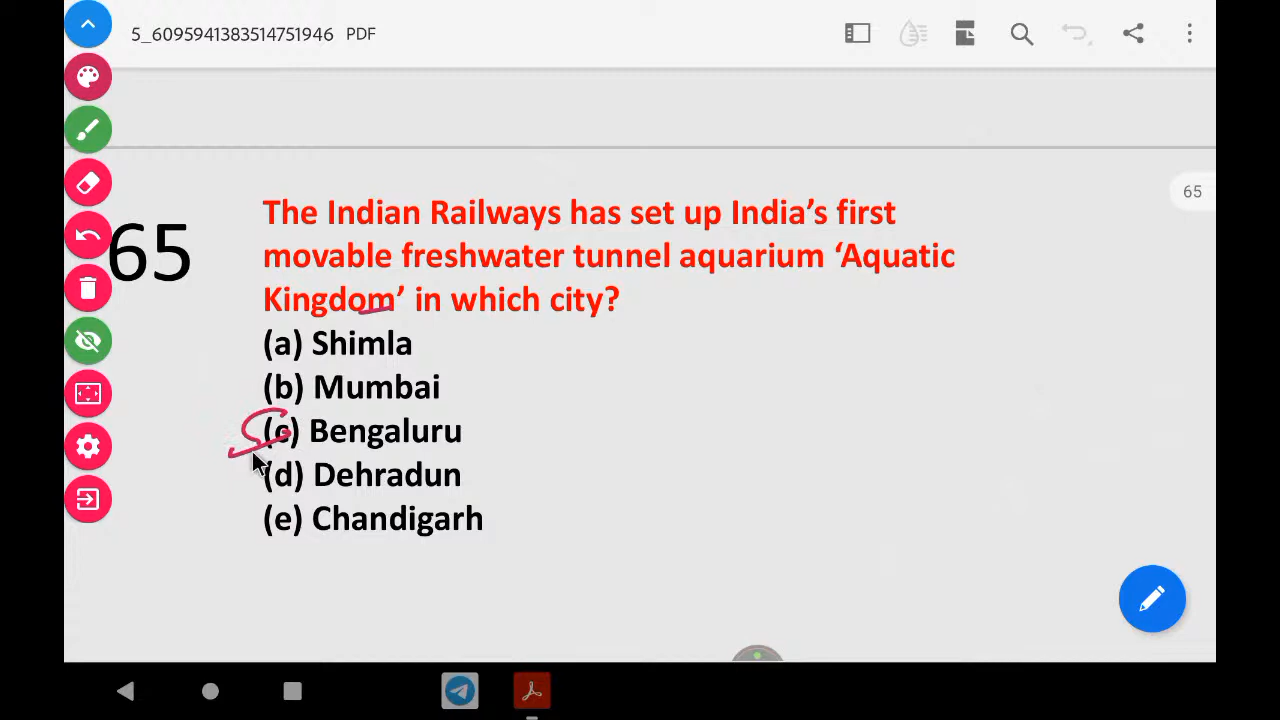 5_6095941383514751946 PDF
65
65
The Indian Railways has set up India’s first
movable freshwater tunnel aquarium ‘Aquatic
Kingdom’ in which city?
(a) Shimla
(b) Mumbai
(c) Bengaluru
(d) Dehradun
(e) Chandigarh